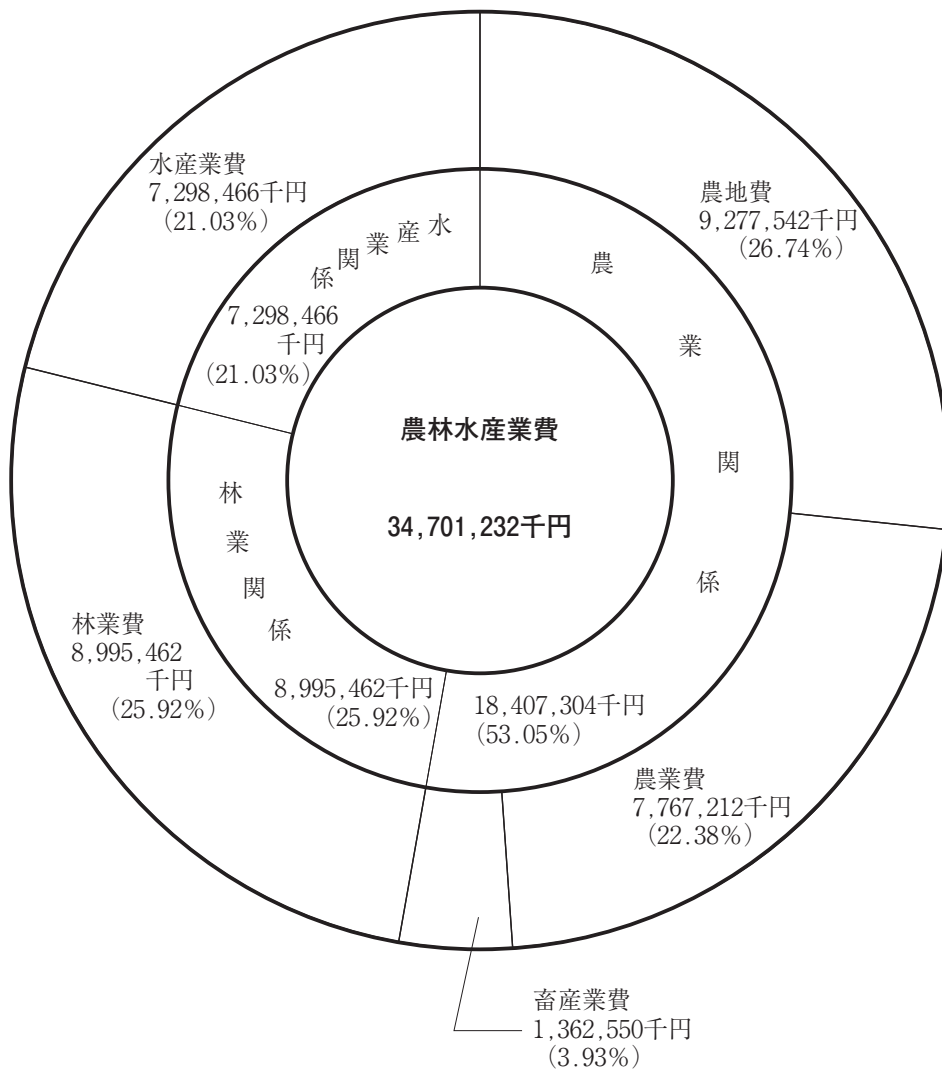 農林水産業費
34,701,232千円
農業関係
18,407,304千円
(53.05%)
林業関係
8,995,462千円
(25.92%)
水産業関係
7,298,466
千円
(21.03%)
農地費
9,277,542千円
(26.74%)
農業費
7,767,212千円
(22.38%)
畜産業費
1,362,550千円
(3.93%)
林業費
8,995,462
千円
(25.92%)
水産業費
7,298,466千円
(21.03%)